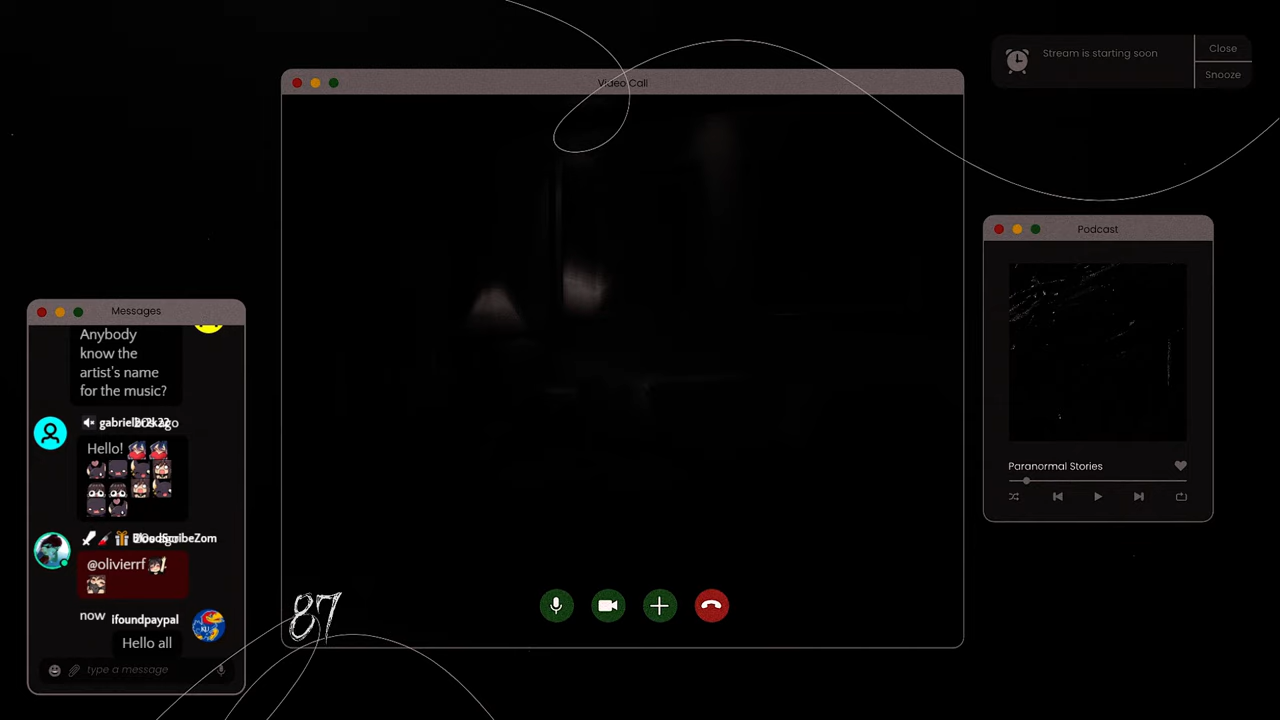 Stream is starting soon
Close
Snooze
Video Call
Podcast
Paranormal Stories
Messages
Anybody
know the
artist's name
for the music?
Hello!
@olivierrf
now ifoundpaypal
Hello all
type a message
87